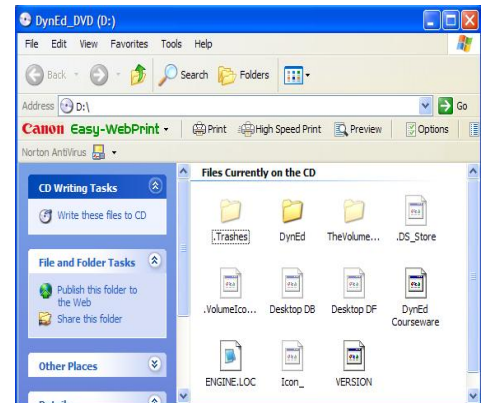 DynEd_DVD (D:)
File Edit View Favorites Tools Help
Back Search Folders
Address D:\ Go
Canon Easy-WebPrint Print High Speed Print Preview Options
Norton AntiVirus
CD Writing Tasks
Write these files to CD
File and Folder Tasks
Publish this folder to
the Web
Share this folder
Other Places
Files Currently on the CD
.Trashes DynEd TheVolume... .DS_Store
.VolumeIco... Desktop DB Desktop DF DynEd
Courseware
ENGINE.LOC Icon_ VERSION